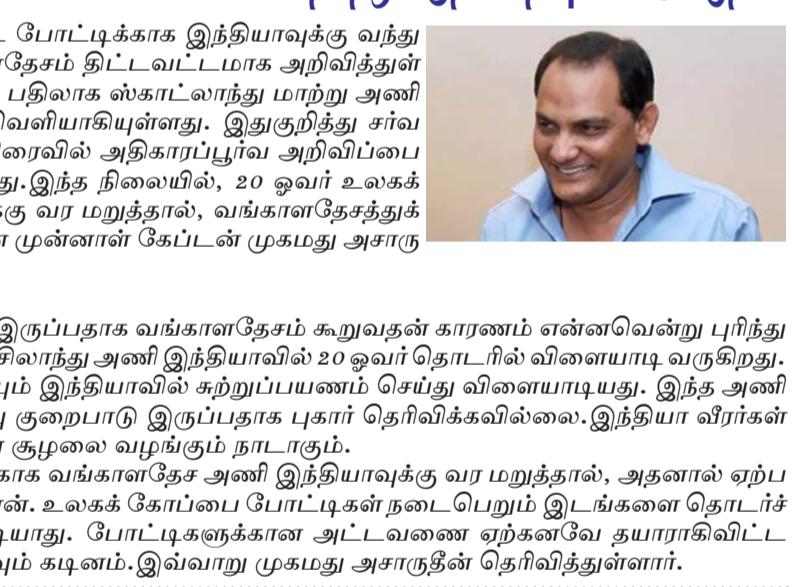 போட்டிக்காக இந்தியாவுக்கு வந்து
தேசம் திட்டவட்டமாக அறிவித்துள்
பதிலாக ஸ்காட்லாந்து மாற்று அணி
வெளியாகியுள்ளது. இதுகுறித்து சர்வ
அதிகாரப்பூர்வ அறிவிப்பை
து.இந்த நிலையில், 20 ஓவர் உலகக்
கு வர மறுத்தால், வங்காளதேசத்துக்
முன்னாள் கேப்டன் முகமது அசாரு
இருப்பதாக வங்காளதேசம் கூறுவதன் காரணம் என்னவென்று புரிந்து
சிலாந்து அணி இந்தியாவில் 20 ஓவர் தொடரில் விளையாடி வருகிறது.
ும் இந்தியாவில் சுற்றுப்பயணம் செய்து விளையாடியது. இந்த அணி
குறைபாடு இருப்பதாக புகார் தெரிவிக்கவில்லை.இந்தியா வீரர்கள்
சூழலை வழங்கும் நாடாகும்.
காக வங்காளதேச அணி இந்தியாவுக்கு வர மறுத்தால், அதனால் ஏற்ப
ன். உலகக் கோப்பை போட்டிகள் நடைபெறும் இடங்களை தொடர்ச்
டியாது. போட்டிகளுக்கான அட்டவணை ஏற்கனவே தயாராகிவிட்ட
ும் கடினம்.இவ்வாறு முகமது அசாருதீன் தெரிவித்துள்ளார்.